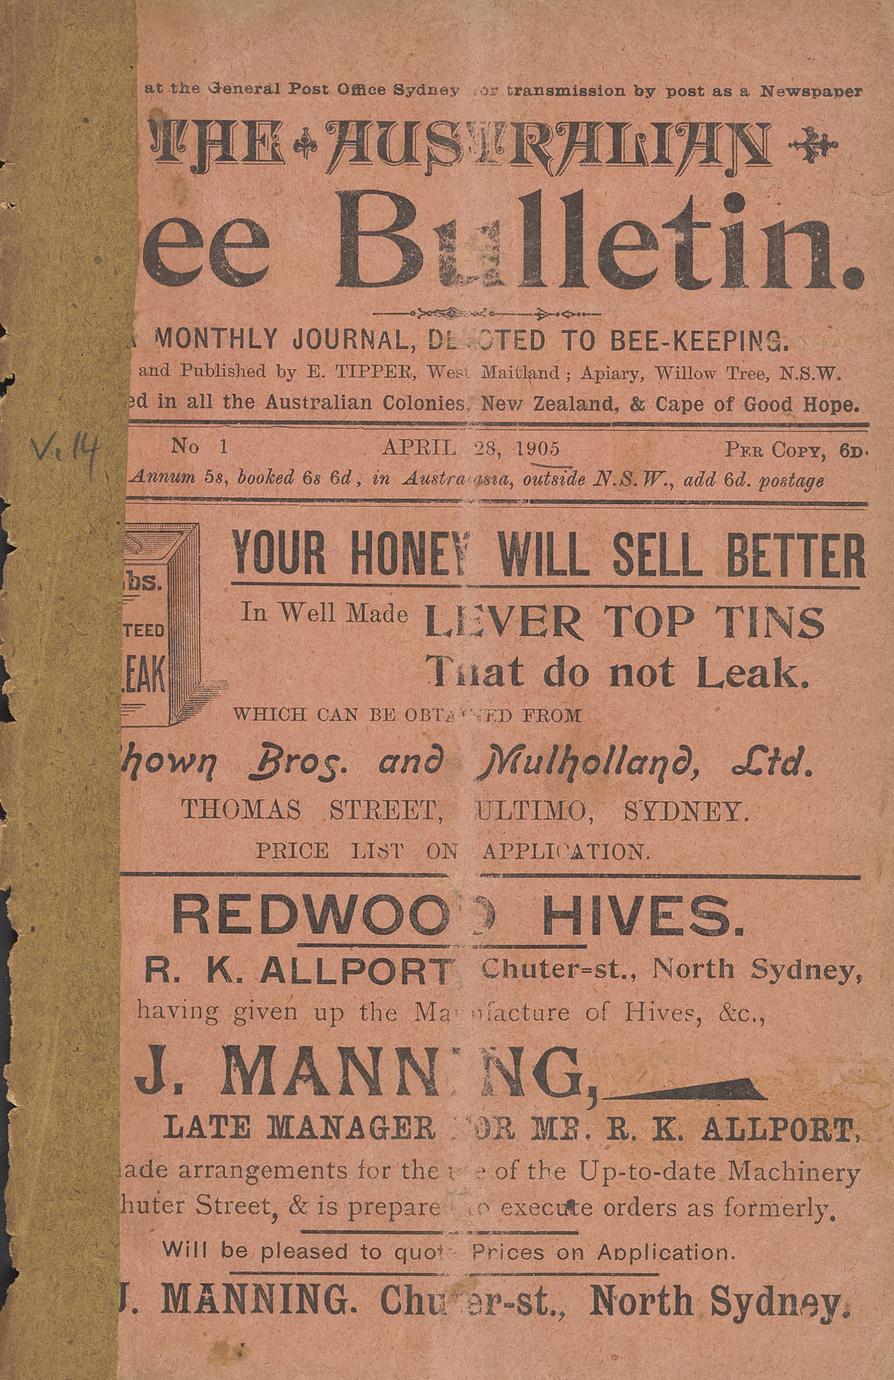 at the General Post Office Sydney for transmission by post as a Newspaper
THE AUSTRALIAN
ee Bulletin.
MONTHLY JOURNAL, DEVOTED TO BEE-KEEPING.
and Published by E. TIPPER, West Maitland ; Apiary, Willow Tree, N.S.W.
ed in all the Australian Colonies, New Zealand, & Cape of Good Hope.
V. 14
No 1 APRIL 28, 1905 PER COPY, 6D.
Annum 5s, booked 6s 6d, in Australasia, outside N.S.W., add 6d. postage
bs.
TEED
LEAK
YOUR HONEY WILL SELL BETTER
In Well Made LEVER TOP TINS
That do not Leak.
WHICH CAN BE OBTAINED FROM
hown Bros. and Mulholland, Ltd.
THOMAS STREET, ULTIMO, SYDNEY.
PRICE LIST ON APPLICATION.
REDWOOD HIVES.
R. K. ALLPORT Chuter=st., North Sydney,
having given up the Manufacture of Hives, &c.,
J. MANNING,
LATE MANAGER FOR MR. R. K. ALLPORT,
ade arrangements for the use of the Up-to-date Machinery
huter Street, & is prepared to execute orders as formerly.
Will be pleased to quote Prices on Application.
J. MANNING. Chuter-st., North Sydney.